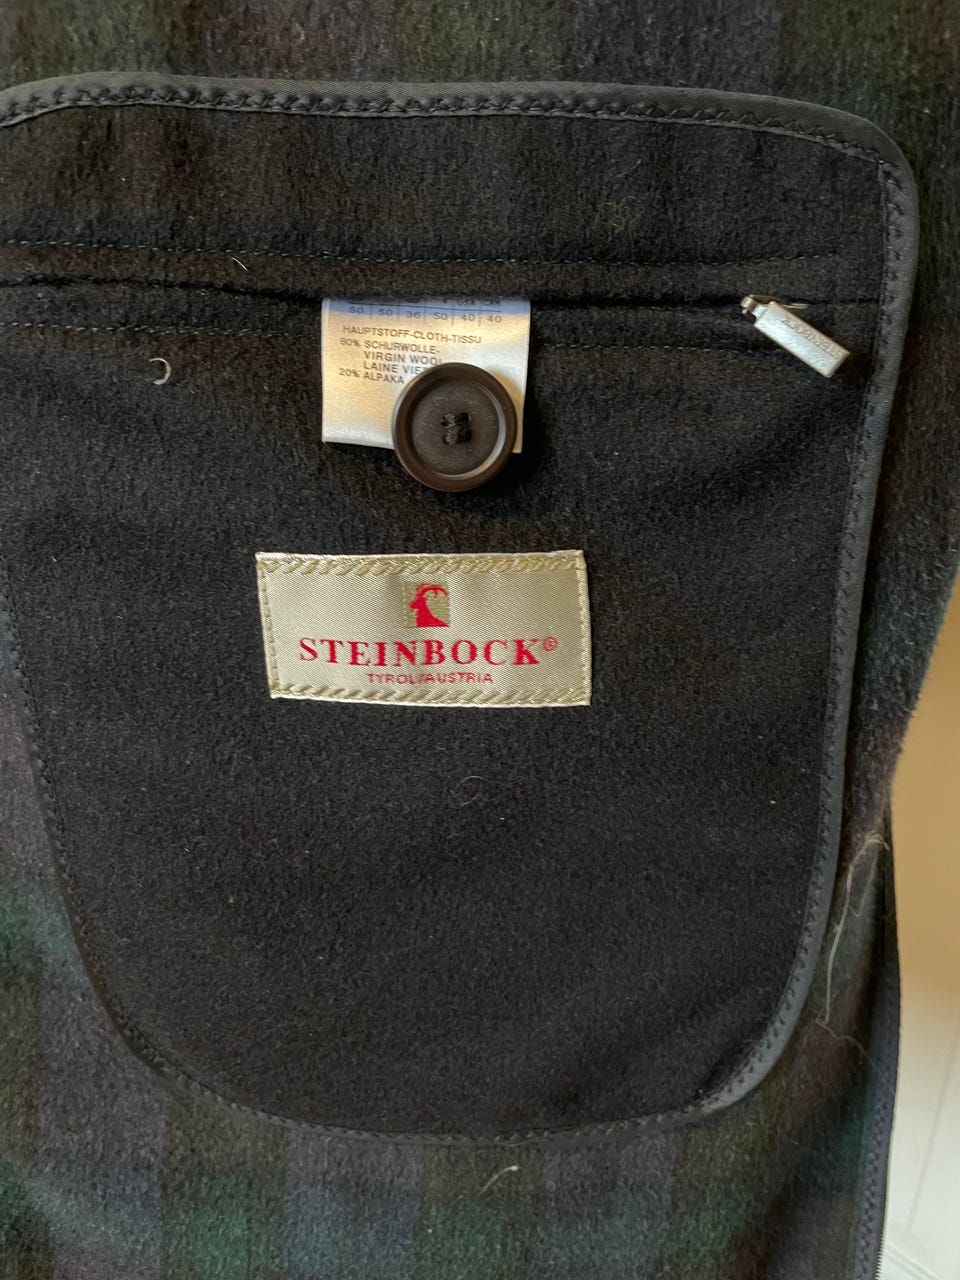 50 50 36 50 40 40
HAUPTSTOFF-CLOTH-TISSU
80% SCHURWOLLE-
VIRGIN WOOL
LAINE
20% ALPAKA
STEINBOCK
STEINBOCK®
TYROL/AUSTRIA